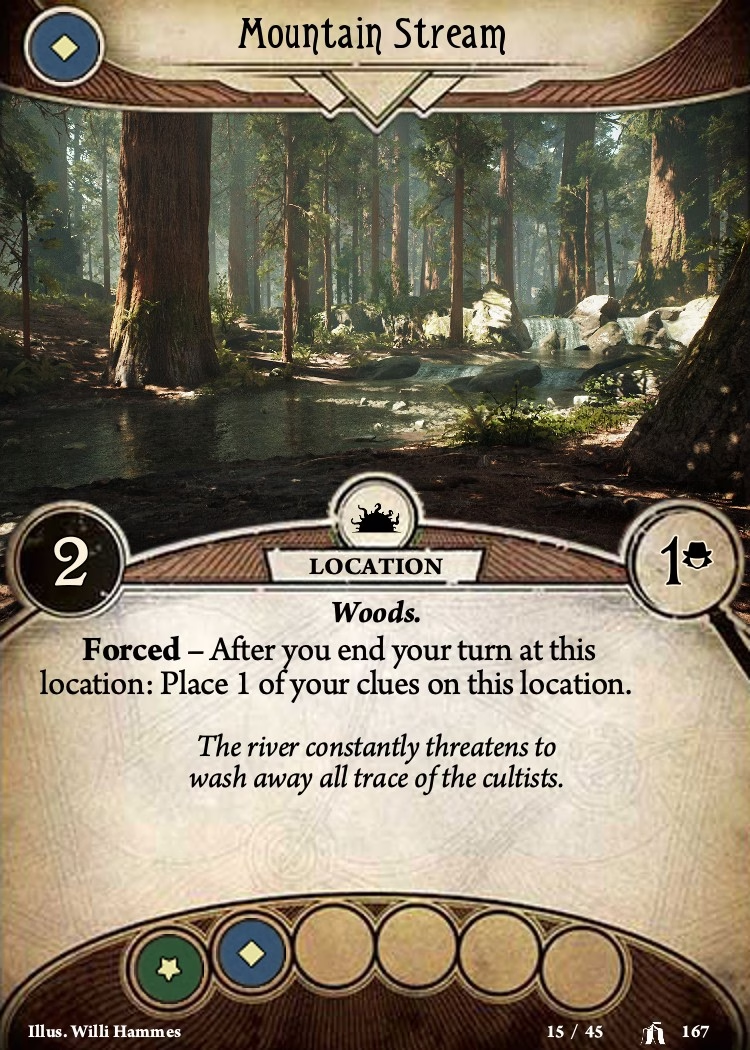 Mountain Stream
2
LOCATION
1
Woods.
Forced – After you end your turn at this
location: Place 1 of your clues on this location.
The river constantly threatens to
wash away all trace of the cultists.
Illus. Willi Hammes
15 / 45
167